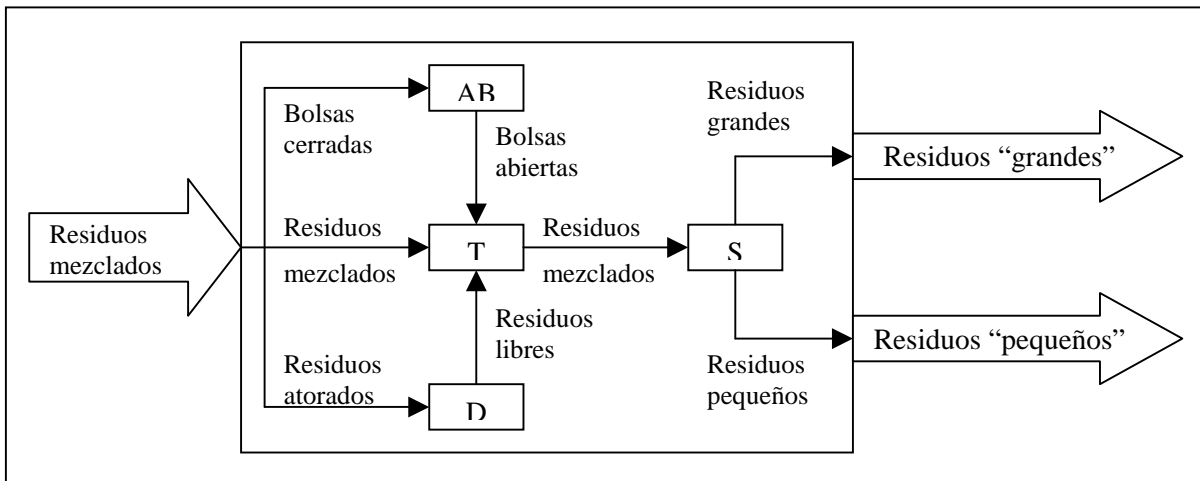 AB
Residuos
grandes
Bolsas
cerradas
Bolsas
abiertas
Residuos “grandes”
Residuos
mezclados
Residuos
mezclados
T
Residuos
mezclados
S
Residuos
libres
Residuos “pequeños”
Residuos
atorados
Residuos
pequeños
D